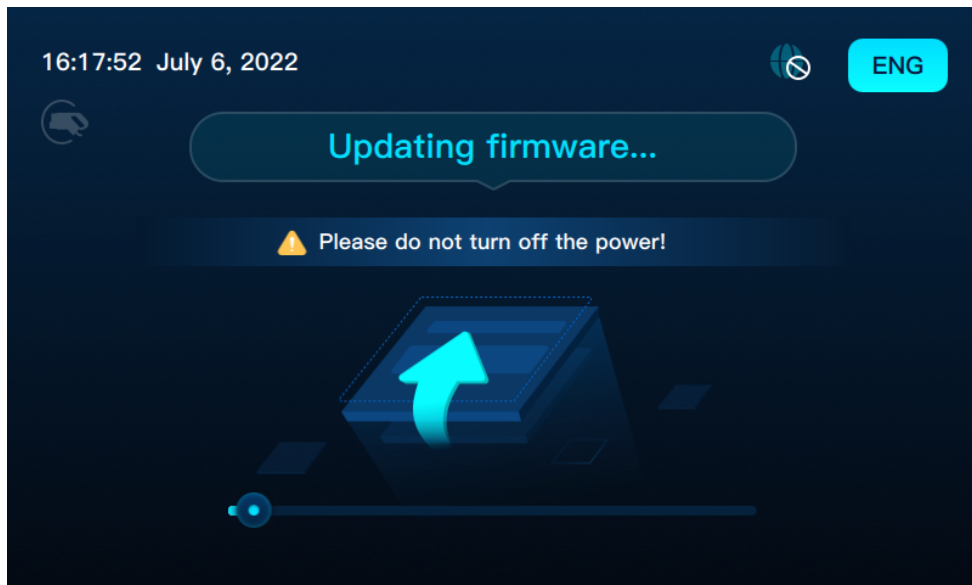 16:17:52 July 6, 2022
ENG
Updating firmware...
Please do not turn off the power!